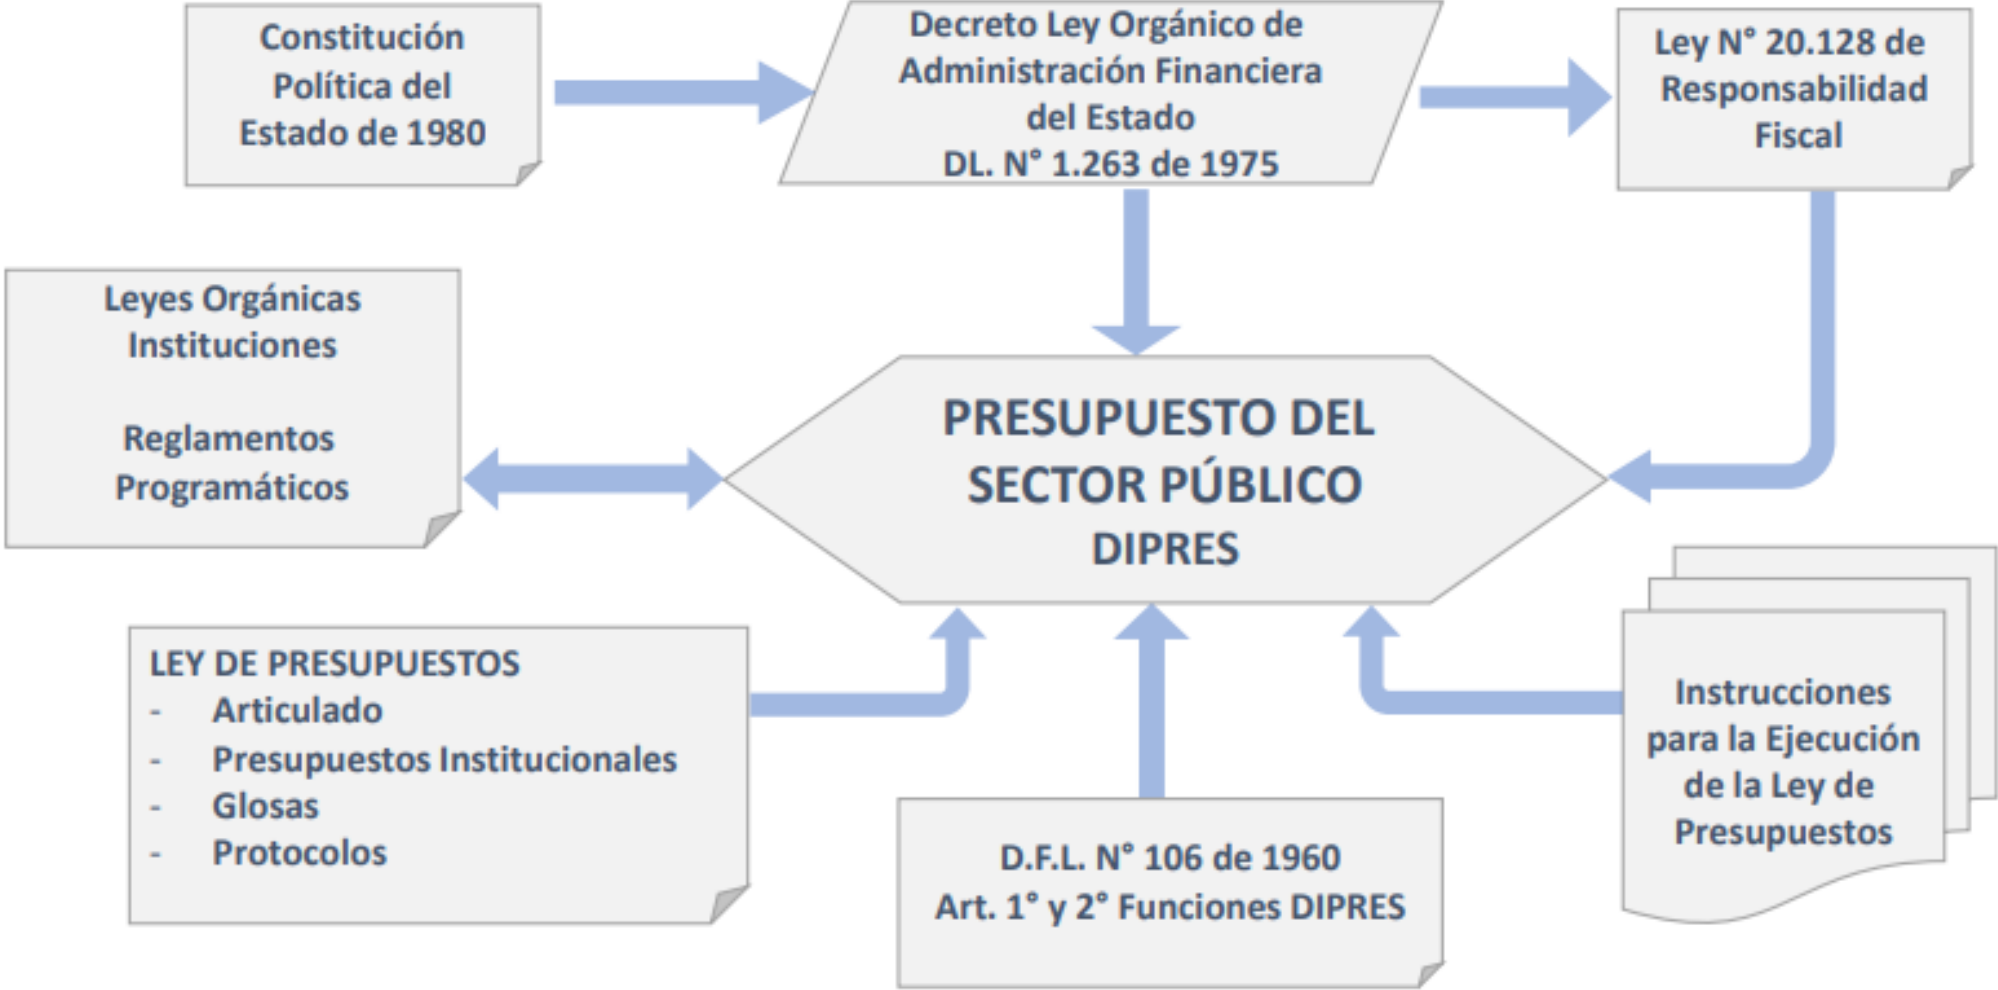 Constitución
Política del
Estado de 1980
Decreto Ley Orgánico de
Administración Financiera
del Estado
DL. N° 1.263 de 1975
Ley N° 20.128 de
Responsabilidad
Fiscal
Leyes Orgánicas
Instituciones
Reglamentos
Programáticos
PRESUPUESTO DEL
SECTOR PÚBLICO
DIPRES
LEY DE PRESUPUESTOS
- Articulado
- Presupuestos Institucionales
- Glosas
- Protocolos
D.F.L. N° 106 de 1960
Art. 1° y 2° Funciones DIPRES
Instrucciones
para la Ejecución
de la Ley de
Presupuestos